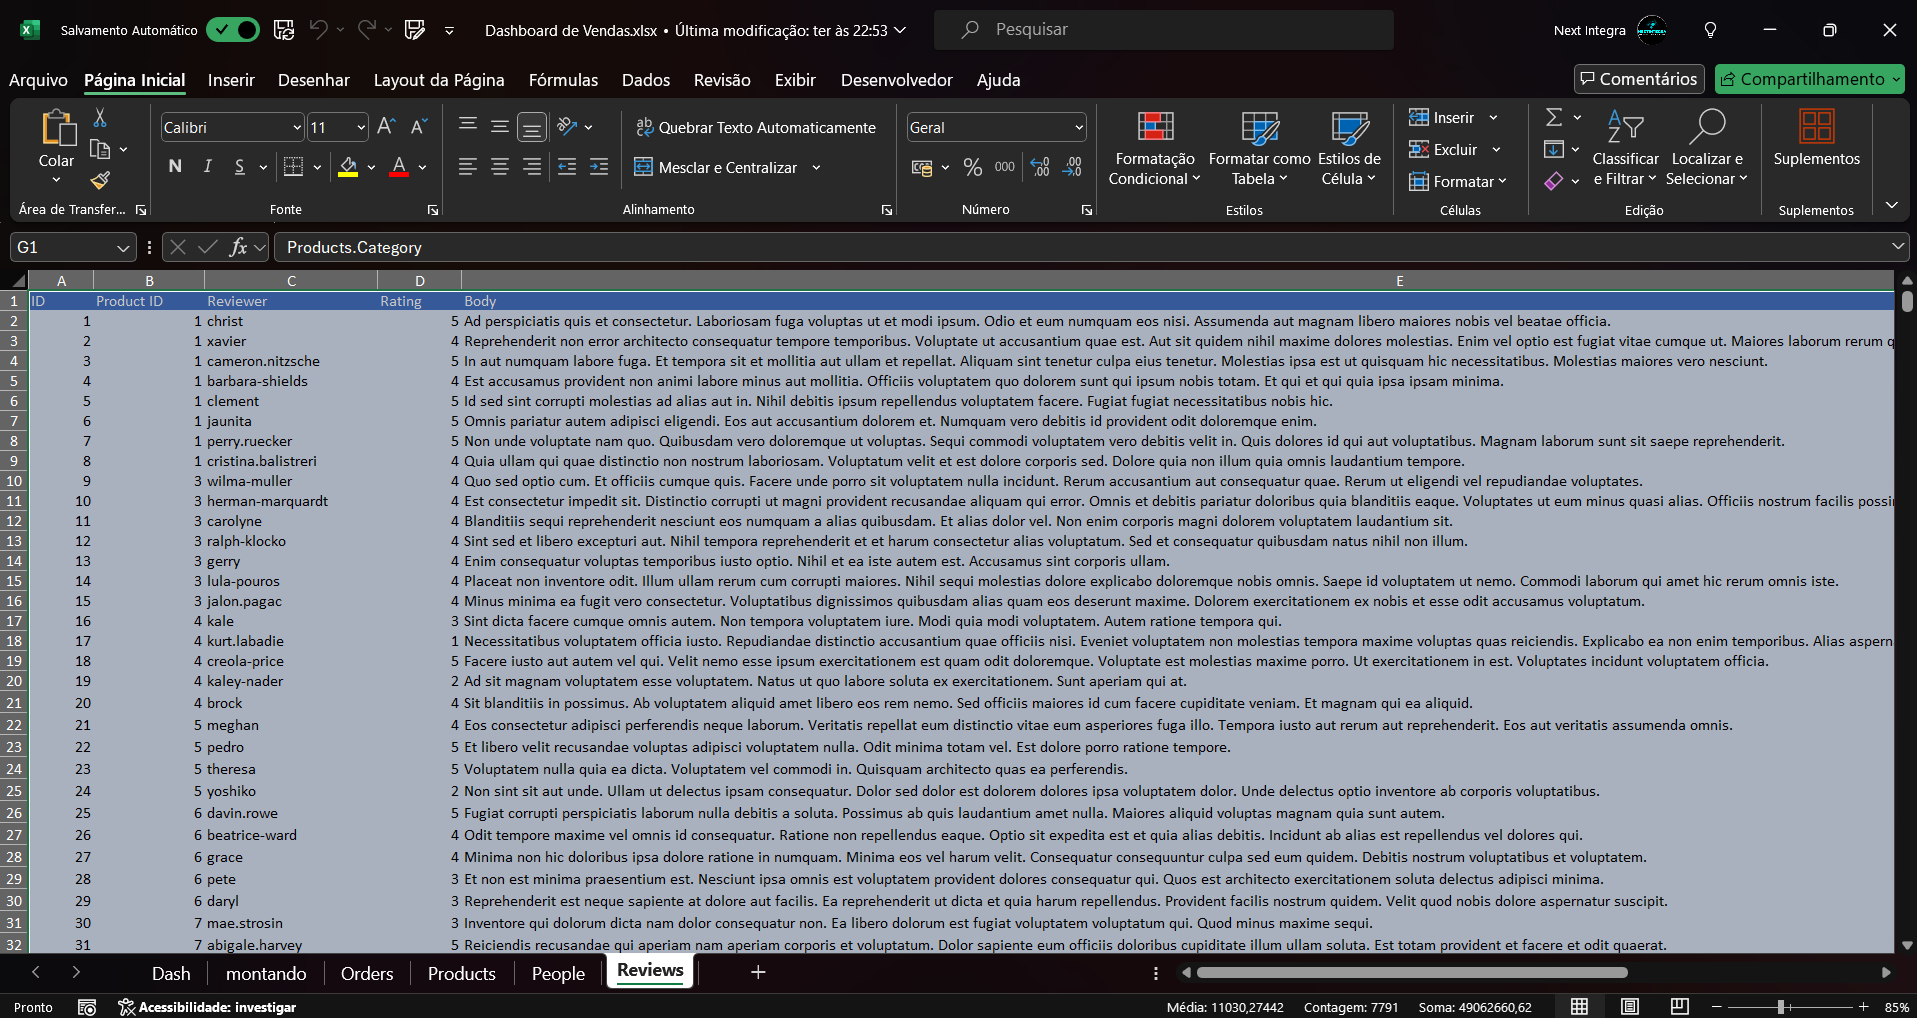 Salvamento Automático
Dashboard de Vendas.xlsx • Última modificação: ter às 22:53
Pesquisar
Next Integra
Arquivo Página Inicial Inserir Desenhar Layout da Página Fórmulas Dados Revisão Exibir Desenvolvedor Ajuda
Comentários
Compartilhamento
Colar
Área de Transfer...
Calibri 11
N I S
Fonte
Quebrar Texto Automaticamente
Mesclar e Centralizar
Alinhamento
Geral
% 000
Número
Formatação Condicional
Formatar como Tabela
Estilos de Célula
Estilos
Inserir
Excluir
Formatar
Células
Classificar e Filtrar
Localizar e Selecionar
Edição
Suplementos
Suplementos
G1
fx
Products.Category
A B C D E
1 ID Product ID Reviewer Rating Body
2 1 1 christ 5 Ad perspiciatis quis et consectetur. Laboriosam fuga voluptas ut et modi ipsum. Odio et eum numquam eos nisi. Assumenda aut magnam libero maiores nobis vel beatae officia.
3 2 1 xavier 4 Reprehenderit non error architecto consequatur tempore temporibus. Voluptate ut accusantium quae est. Aut sit quidem nihil maxime dolores molestias. Enim vel optio est fugiat vitae cumque ut. Maiores laborum rerum q
4 3 1 cameron.nitzsche 5 In aut numquam labore fuga. Et tempora sit et mollitia aut ullam et repellat. Aliquam sint tenetur culpa eius tenetur. Molestias ipsa est ut quisquam hic necessitatibus. Molestias maiores vero nesciunt.
5 4 1 barbara-shields 4 Est accusamus provident non animi labore minus aut mollitia. Officiis voluptatem quo dolorem sunt qui ipsum nobis totam. Et qui et qui quia ipsa ipsam minima.
6 5 1 clement 5 Id sed sint corrupti molestias ad alias aut in. Nihil debitis ipsum repellendus voluptatem facere. Fugiat fugiat necessitatibus nobis hic.
7 6 1 jaunita 5 Omnis pariatur autem adipisci eligendi. Eos aut accusantium dolorem et. Numquam vero debitis id provident odit doloremque enim.
8 7 1 perry.ruecker 5 Non unde voluptate nam quo. Quibusdam vero doloremque ut voluptas. Sequi commodi voluptatem vero debitis velit in. Quis dolores id qui aut voluptatibus. Magnam laborum sunt sit saepe reprehenderit.
9 8 1 cristina.balistreri 4 Quia ullam qui quae distinctio non nostrum laboriosam. Voluptatum velit et est dolore corporis sed. Dolore quia non illum quia omnis laudantium tempore.
10 9 3 wilma-muller 4 Quo sed optio cum. Et officiis cumque quis. Facere unde porro sit voluptatem nulla incidunt. Rerum accusantium aut consequatur quae. Rerum ut eligendi vel repudiandae voluptates.
11 10 3 herman-marquardt 4 Est consectetur impedit sit. Distinctio corrupti ut magni provident recusandae aliquam qui error. Omnis et debitis pariatur doloribus quia blanditiis eaque. Voluptates ut eum minus quasi alias. Officiis nostrum facilis possi
12 11 3 carolyne 4 Blanditiis sequi reprehenderit nesciunt eos numquam a alias quibusdam. Et alias dolor vel. Non enim corporis magni dolorem voluptatem laudantium sit.
13 12 3 ralph-klocko 4 Sint sed et libero excepturi aut. Nihil tempora reprehenderit et et harum consectetur alias voluptatum. Sed et consequatur quibusdam natus nihil non illum.
14 13 3 gerry 4 Enim consequatur voluptas temporibus iusto optio. Nihil et ea iste autem est. Accusamus sint corporis ullam.
15 14 3 lula-pouros 4 Placeat non inventore odit. Illum ullam rerum cum corrupti maiores. Nihil sequi molestias dolore explicabo doloremque nobis omnis. Saepe id voluptatem ut nemo. Commodi laborum qui amet hic rerum omnis iste.
16 15 3 jalon.pagac 4 Minus minima ea fugit vero consectetur. Voluptatibus dignissimos quibusdam alias quam eos deserunt maxime. Dolorem exercitationem ex nobis et esse odit accusamus voluptatum.
17 16 4 kale 3 Sint dicta facere cumque omnis autem. Non tempora voluptatem iure. Modi quia modi voluptatem. Autem ratione tempora qui.
18 17 4 kurt.labadie 1 Necessitatibus voluptatem officia iusto. Repudiandae distinctio accusantium quae officiis nisi. Eveniet voluptatem non molestias tempora maxime voluptas quas reiciendis. Explicabo ea non enim temporibus. Alias aspern
19 18 4 creola-price 5 Facere iusto aut autem vel qui. Velit nemo esse ipsum exercitationem est quam odit doloremque. Voluptate est molestias maxime porro. Ut exercitationem in est. Voluptates incidunt voluptatem officia.
20 19 4 kaley-nader 2 Ad sit magnam voluptatem esse voluptatem. Natus ut quo labore soluta ex exercitationem. Sunt aperiam qui at.
21 20 4 brock 4 Sit blanditiis in possimus. Ab voluptatem aliquid amet libero eos rem nemo. Sed officiis maiores id cum facere cupiditate veniam. Et magnam qui ea aliquid.
22 21 5 meghan 4 Eos consectetur adipisci perferendis neque laborum. Veritatis repellat eum distinctio vitae eum asperiores fuga illo. Tempora iusto aut rerum aut reprehenderit. Eos aut veritatis assumenda omnis.
23 22 5 pedro 5 Et libero velit recusandae voluptas adipisci voluptatem nulla. Odit minima totam vel. Est dolore porro ratione tempore.
24 23 5 theresa 5 Voluptatem nulla quia ea dicta. Voluptatem vel commodi in. Quisquam architecto quas ea perferendis.
25 24 5 yoshiko 2 Non sint sit aut unde. Ullam ut delectus ipsam consequatur. Dolor sed dolor est dolorem dolores ipsa voluptatem dolor. Unde delectus optio inventore ab corporis voluptatibus.
26 25 6 davin.rowe 5 Fugiat corrupti perspiciatis laborum nulla debitis a soluta. Possimus ab quis laudantium amet nulla. Maiores aliquid voluptas magnam quia sunt autem.
27 26 6 beatrice-ward 4 Odit tempore maxime vel omnis id consequatur. Ratione non repellendus eaque. Optio sit expedita est et quia alias debitis. Incidunt ab alias est repellendus vel dolores qui.
28 27 6 grace 4 Minima non hic doloribus ipsa dolore ratione in numquam. Minima eos vel harum velit. Consequatur consequuntur culpa sed eum quidem. Debitis nostrum voluptatibus et voluptatem.
29 28 6 pete 3 Et non est minima praesentium est. Nesciunt ipsa omnis est voluptatem provident dolores consequatur qui. Quos est architecto exercitationem soluta delectus adipisci minima.
30 29 6 daryl 3 Reprehenderit est neque sapiente at dolore aut facilis. Ea reprehenderit ut dicta et quia harum repellendus. Provident facilis nostrum quidem. Velit quod nobis dolore aspernatur suscipit.
31 30 7 mae.strosin 3 Inventore qui dolorum dicta nam dolor consequatur non. Ea libero dolorum est fugiat voluptatem voluptatum qui. Quod minus maxime sequi.
32 31 7 abigale.harvey 5 Reiciendis recusandae qui aperiam nam aperiam corporis et voluptatum. Dolor sapiente eum officiis doloribus cupiditate illum ullam soluta. Est totam provident et facere et odit quaerat.
Dash montando Orders Products People Reviews
Pronto
Acessibilidade: investigar
Média: 11030,27442 Contagem: 7791 Soma: 49062660,62
85%